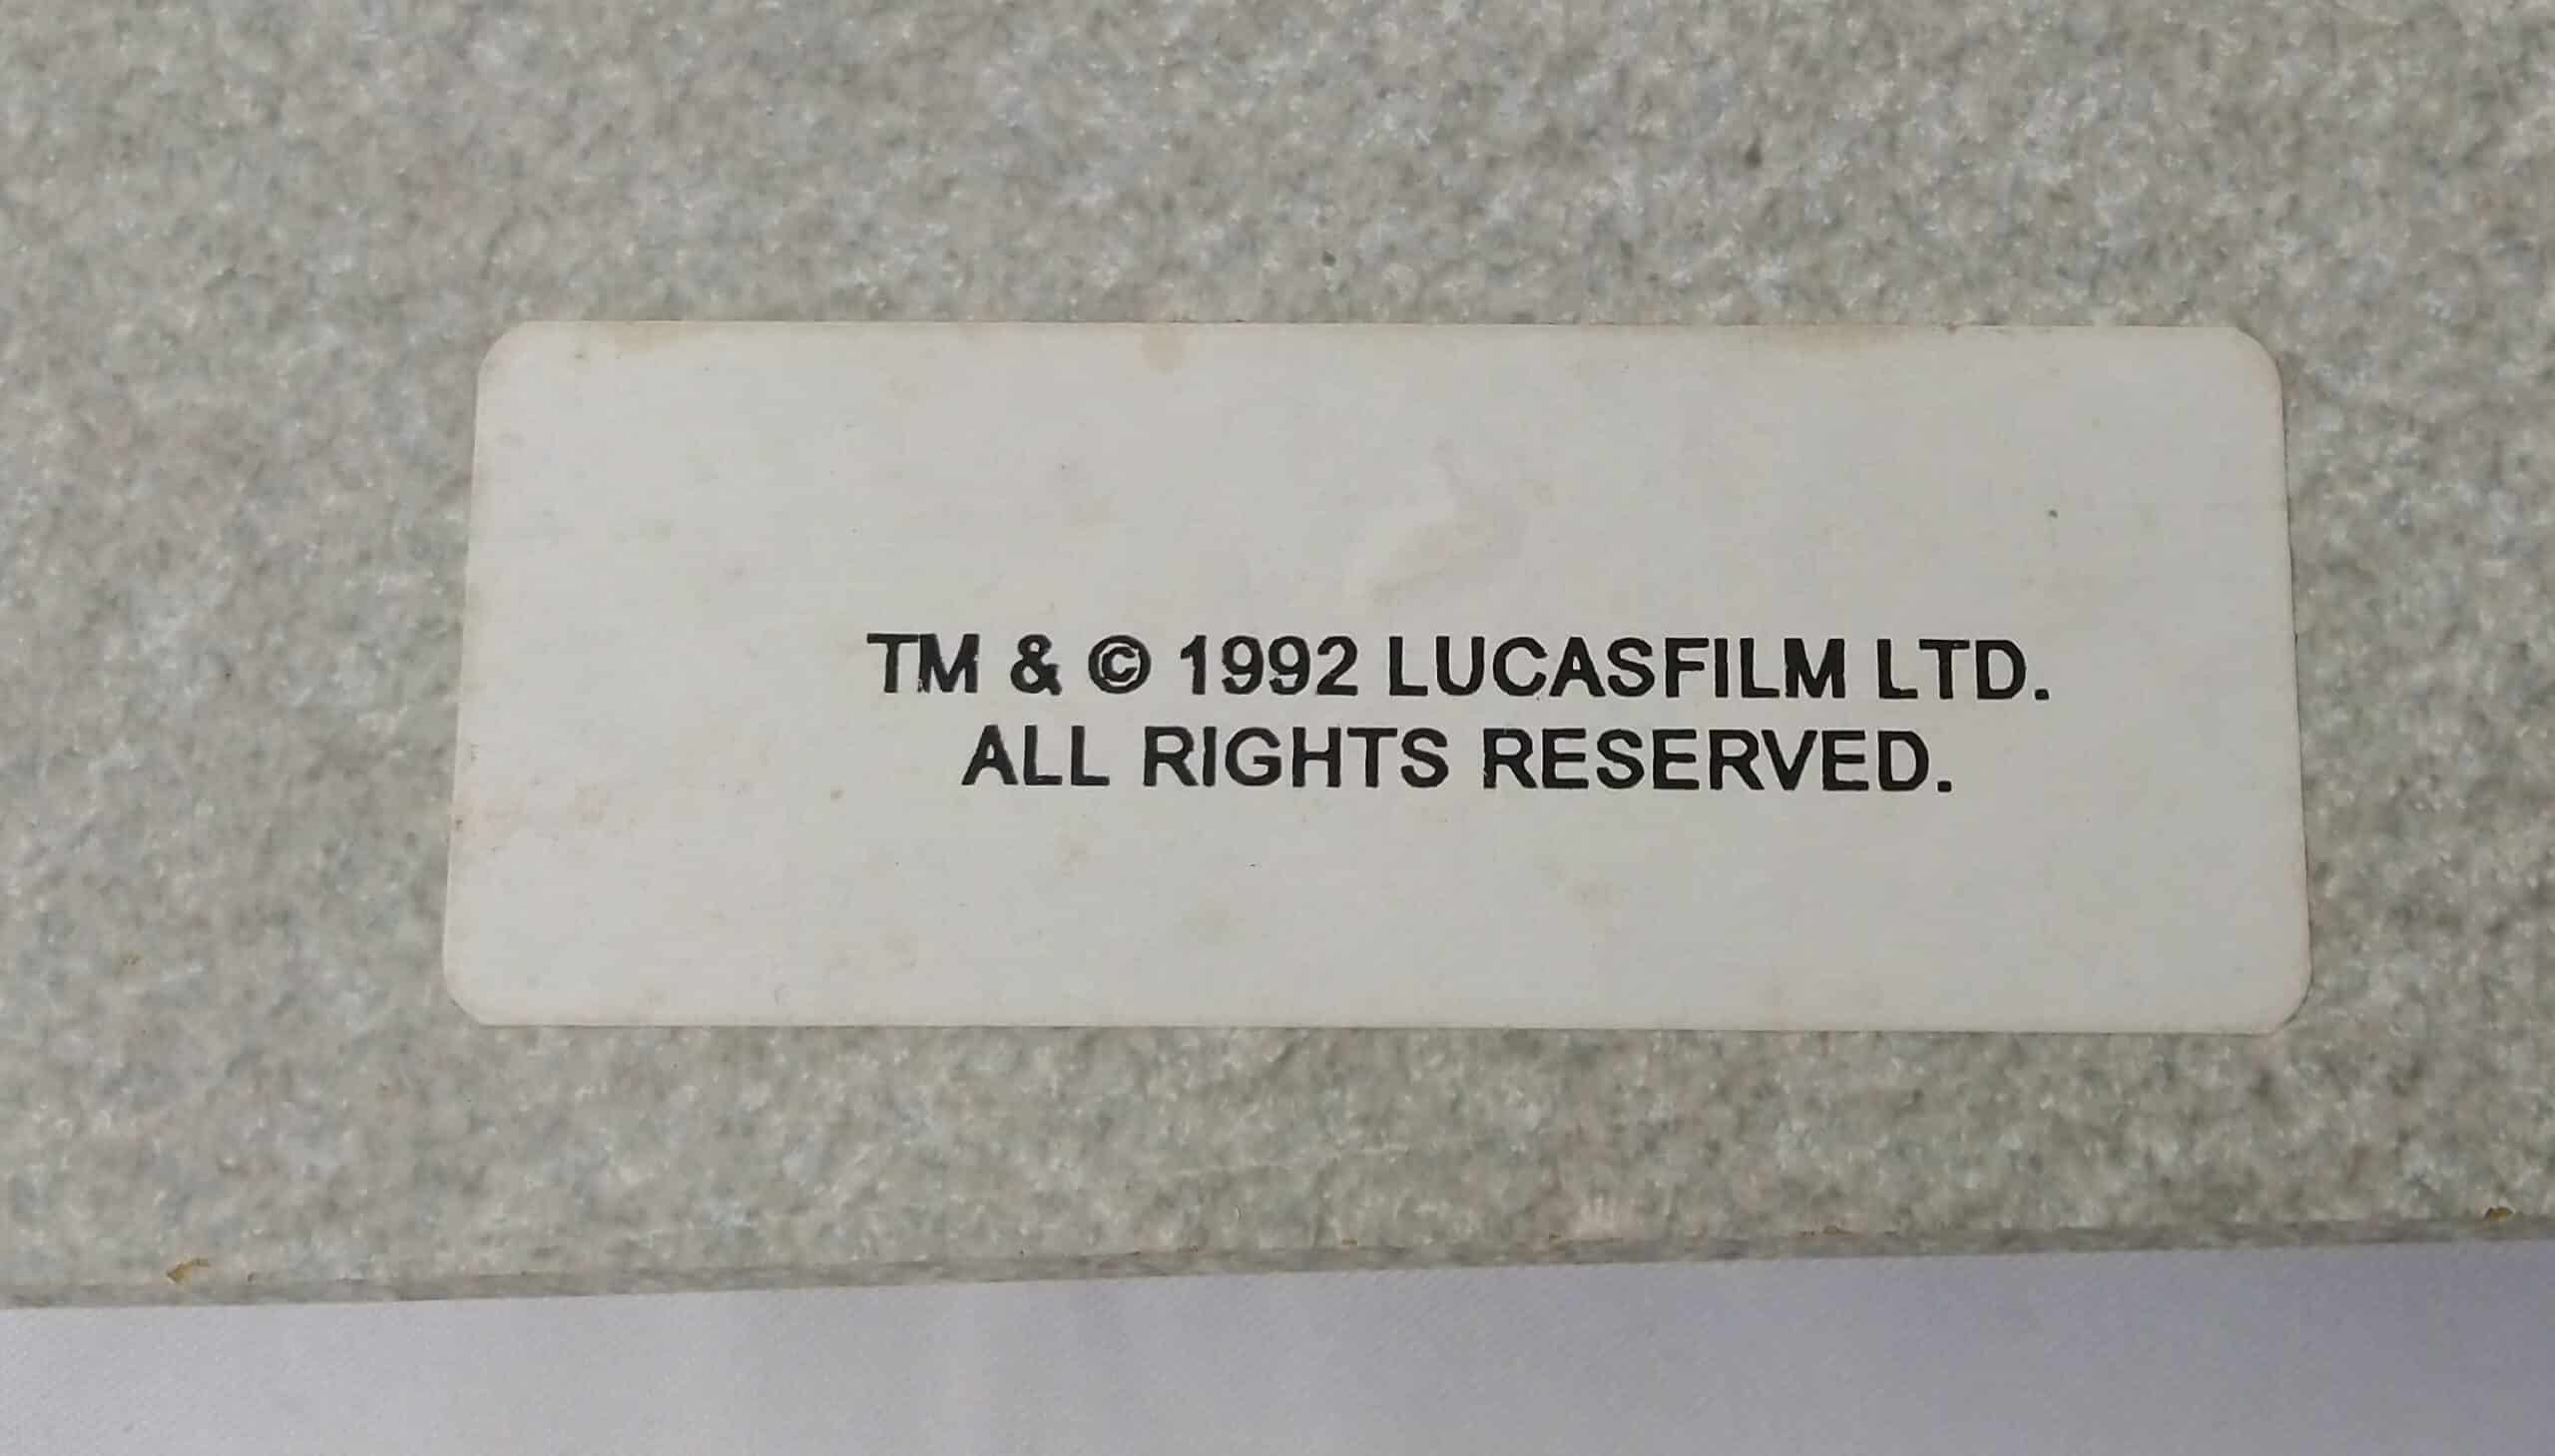 TM & © 1992 LUCASFILM LTD.
ALL RIGHTS RESERVED.